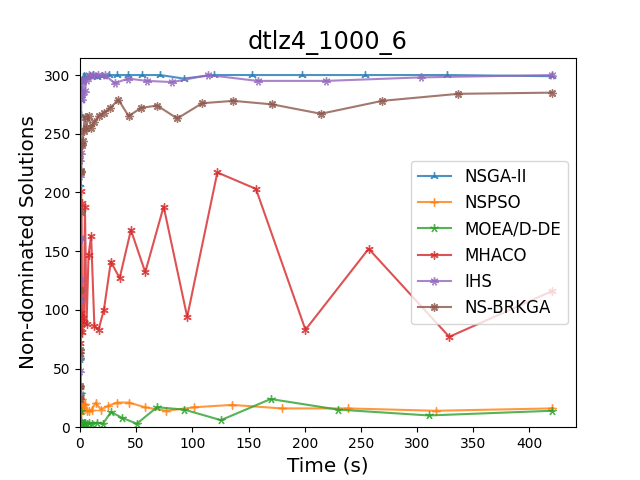 dtlz4_1000_6
Non-dominated Solutions
300
250
200
150
100
50
0
NSGA-II
NSPSO
MOEA/D-DE
MHACO
IHS
NS-BRKGA
0 50 100 150 200 250 300 350 400
Time (s)